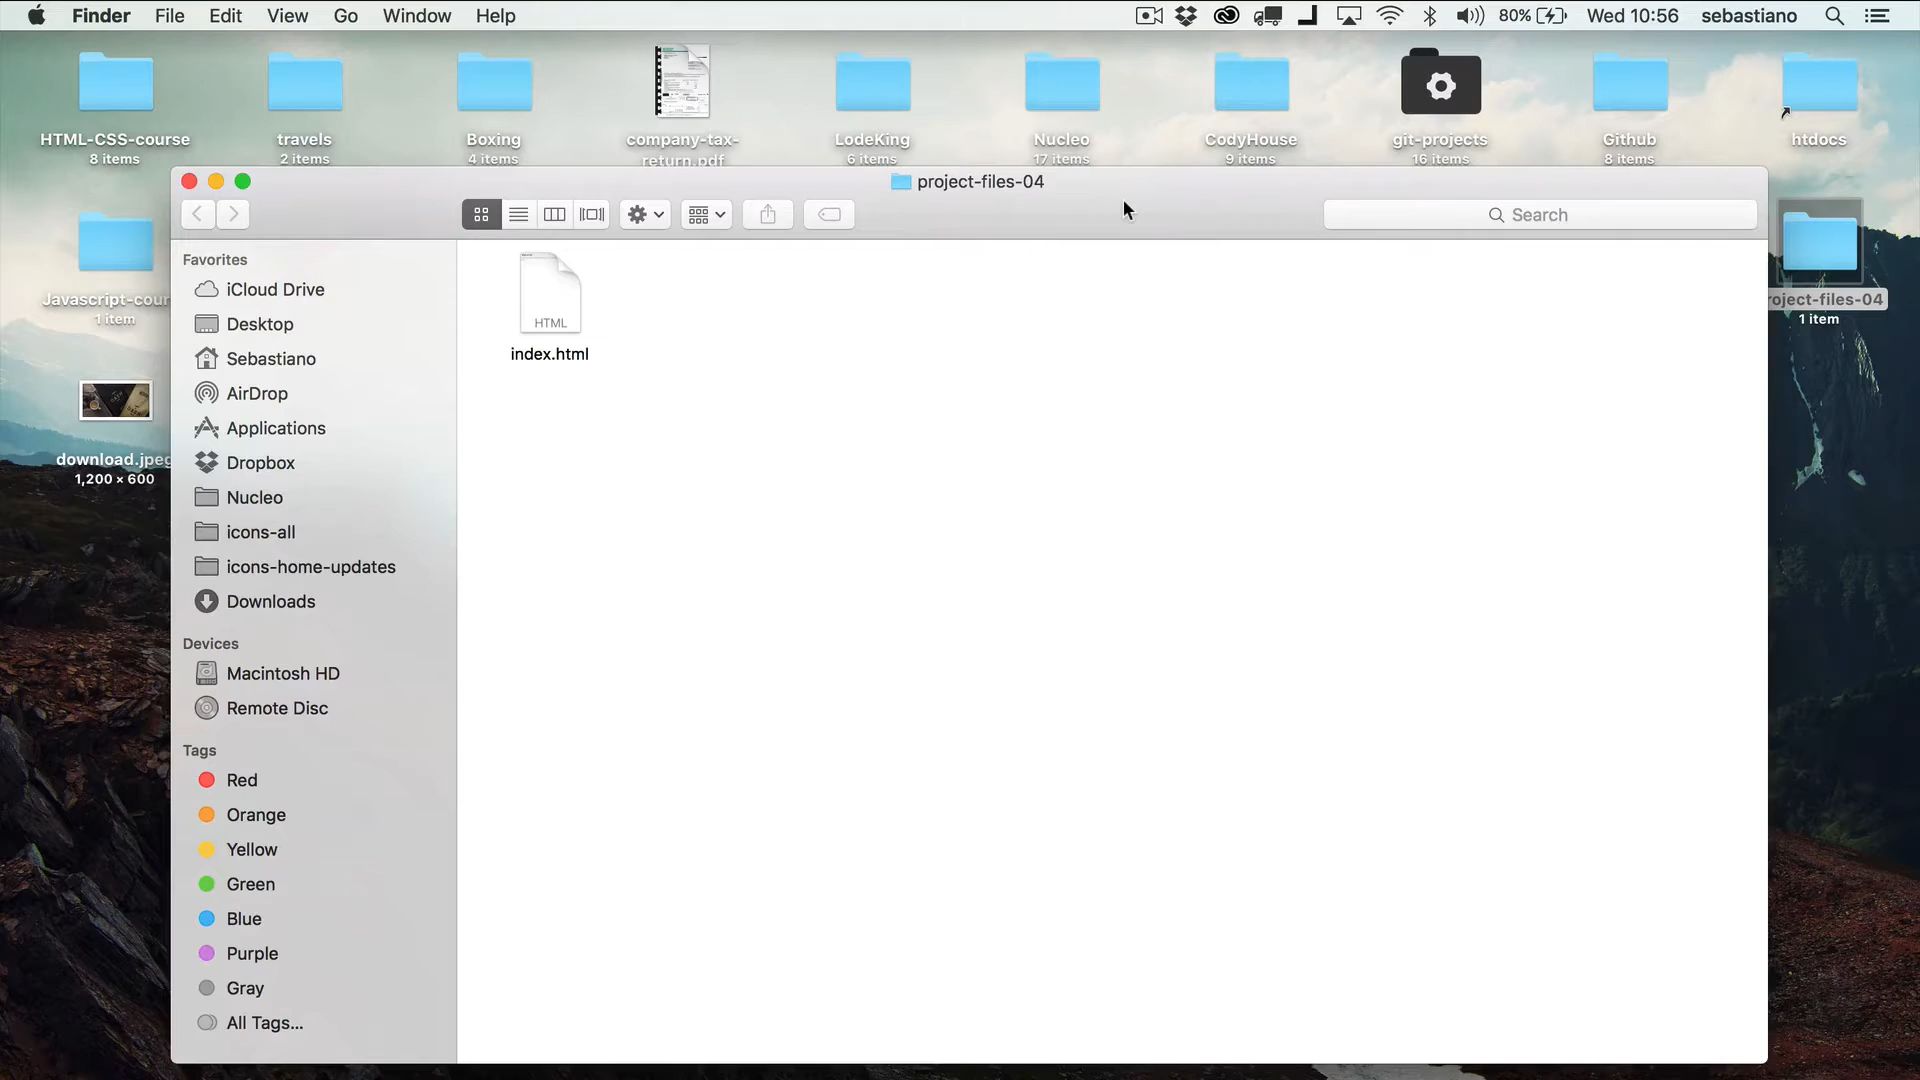 Finder File Edit View Go Window Help 80% Wed 10:56 sebastiano
HTML-CSS-course
8 items
travels
2 items
Boxing
4 items
company-tax-
return.pdf
LodeKing
6 items
Nucleo
17 items
CodyHouse
9 items
git-projects
16 items
Github
8 items
htdocs
project-files-04
Search
Favorites
iCloud Drive
Desktop
Sebastiano
AirDrop
Applications
Dropbox
Nucleo
icons-all
icons-home-updates
Downloads
Devices
Macintosh HD
Remote Disc
Tags
Red
Orange
Yellow
Green
Blue
Purple
Gray
All Tags...
HTML
index.html
Javascript-cour
1 item
download.jpeg
1,200 × 600
roject-files-04
1 item